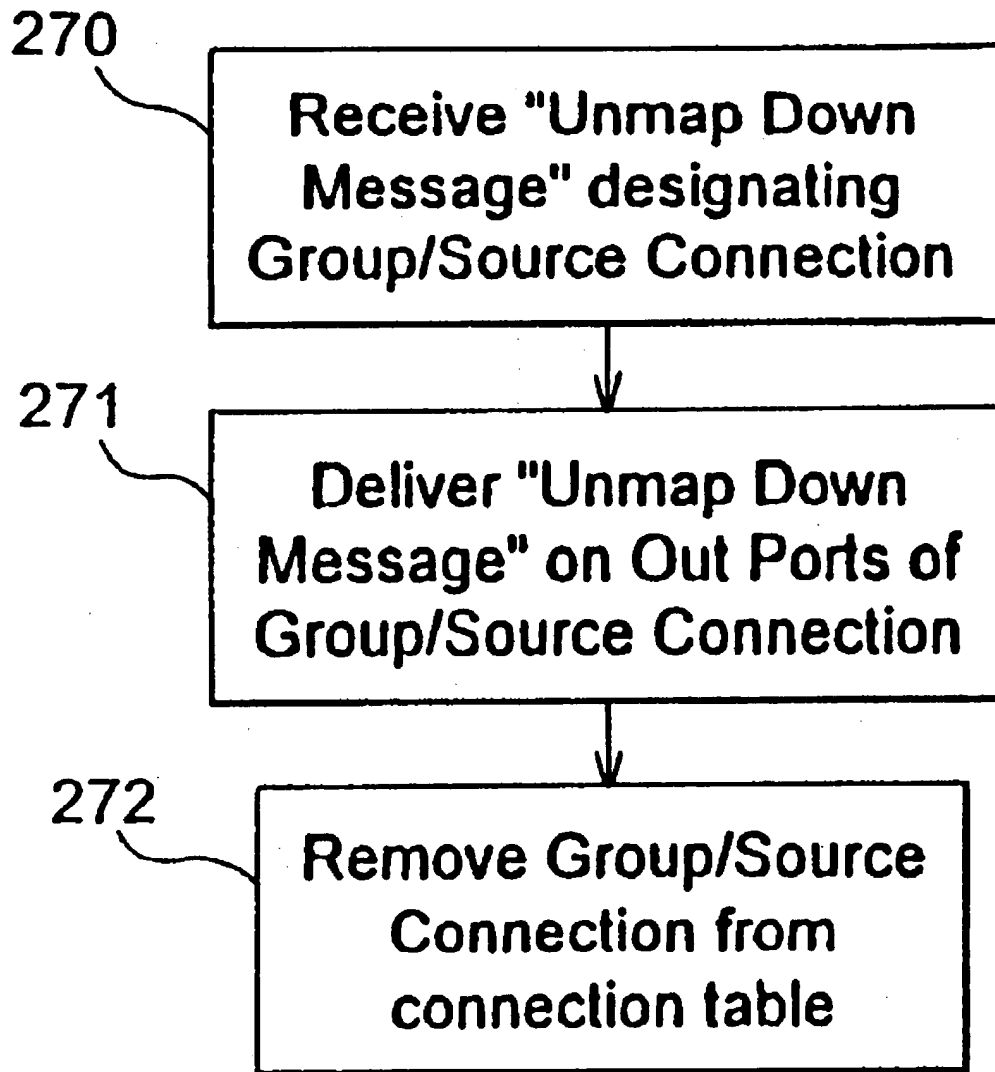 270
Receive "Unmap Down
Message" designating
Group/Source Connection
271
Deliver "Unmap Down
Message" on Out Ports of
Group/Source Connection
272
Remove Group/Source
Connection from
connection table